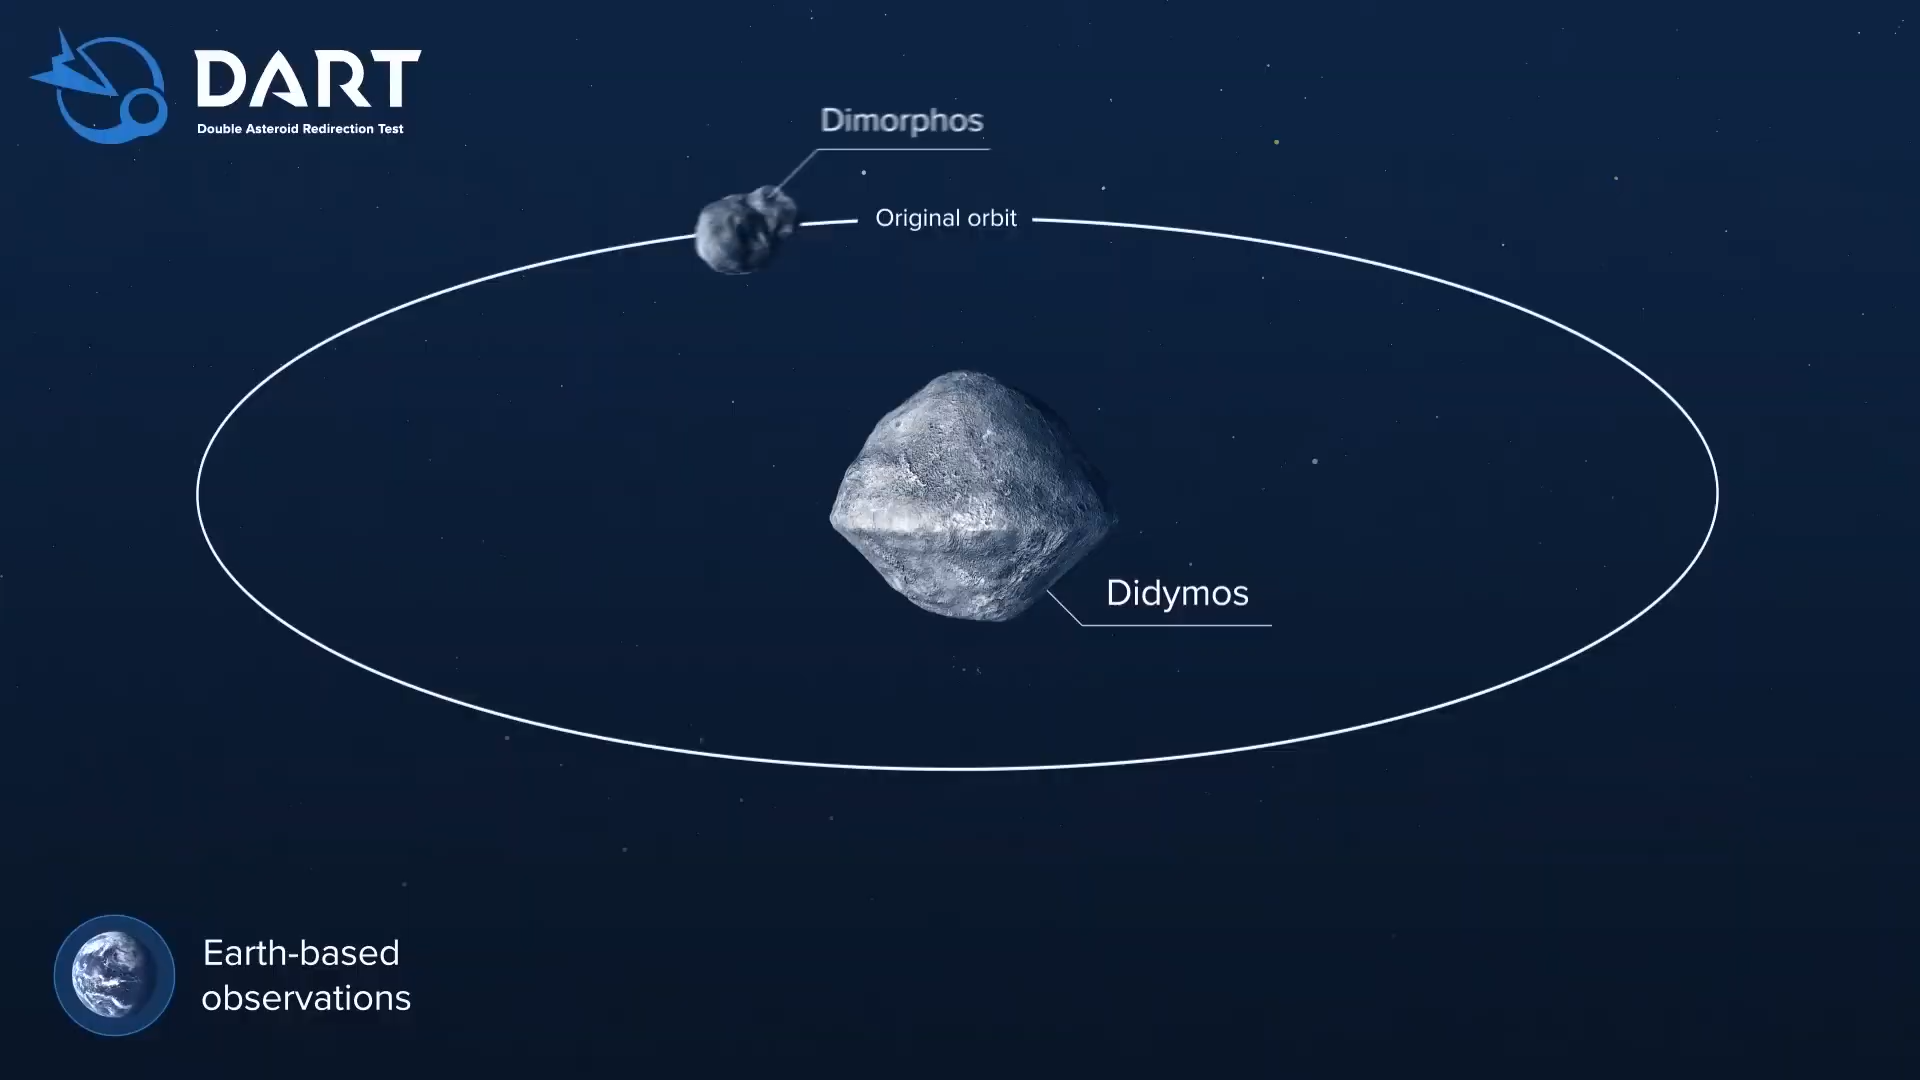 DART
Double Asteroid Redirection Test
Dimorphos
Original orbit
Didymos
Earth-based
observations